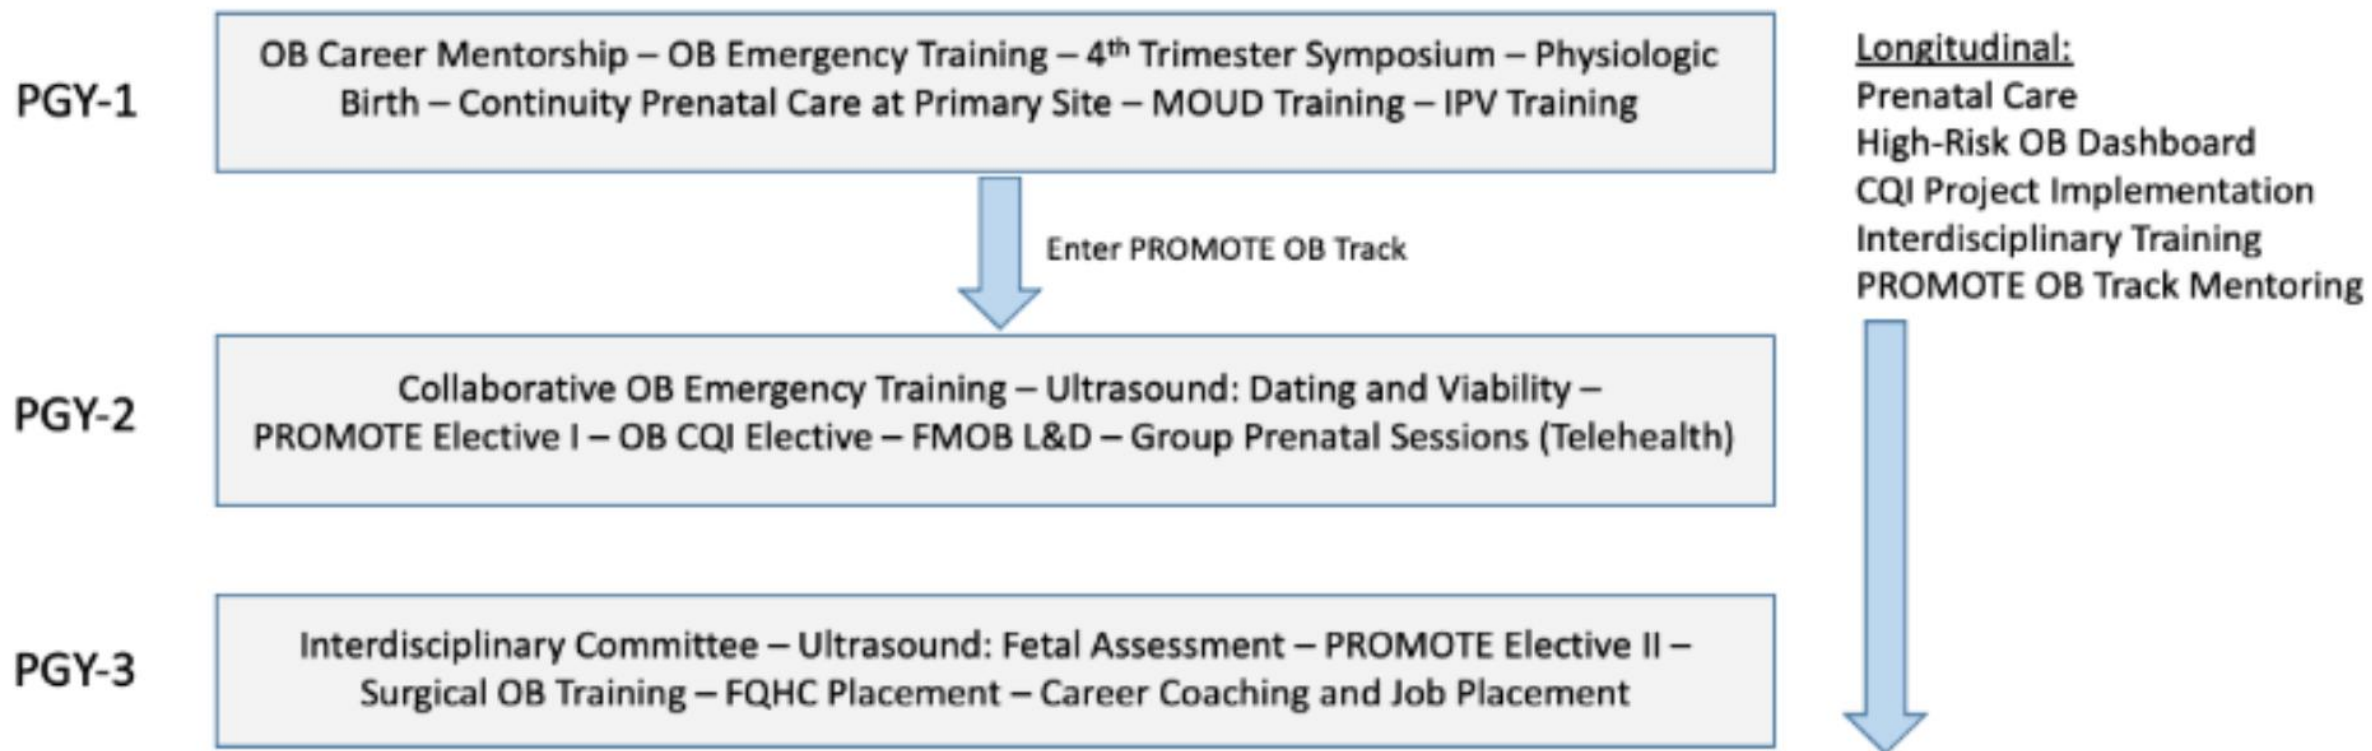 PGY-1
OB Career Mentorship – OB Emergency Training – 4th Trimester Symposium – Physiologic
Birth – Continuity Prenatal Care at Primary Site – MOUD Training – IPV Training
Enter PROMOTE OB Track
PGY-2
Collaborative OB Emergency Training – Ultrasound: Dating and Viability –
PROMOTE Elective I – OB CQI Elective – FMOB L&D – Group Prenatal Sessions (Telehealth)
PGY-3
Interdisciplinary Committee – Ultrasound: Fetal Assessment – PROMOTE Elective II –
Surgical OB Training – FQHC Placement – Career Coaching and Job Placement
Longitudinal:
Prenatal Care
High-Risk OB Dashboard
CQI Project Implementation
Interdisciplinary Training
PROMOTE OB Track Mentoring